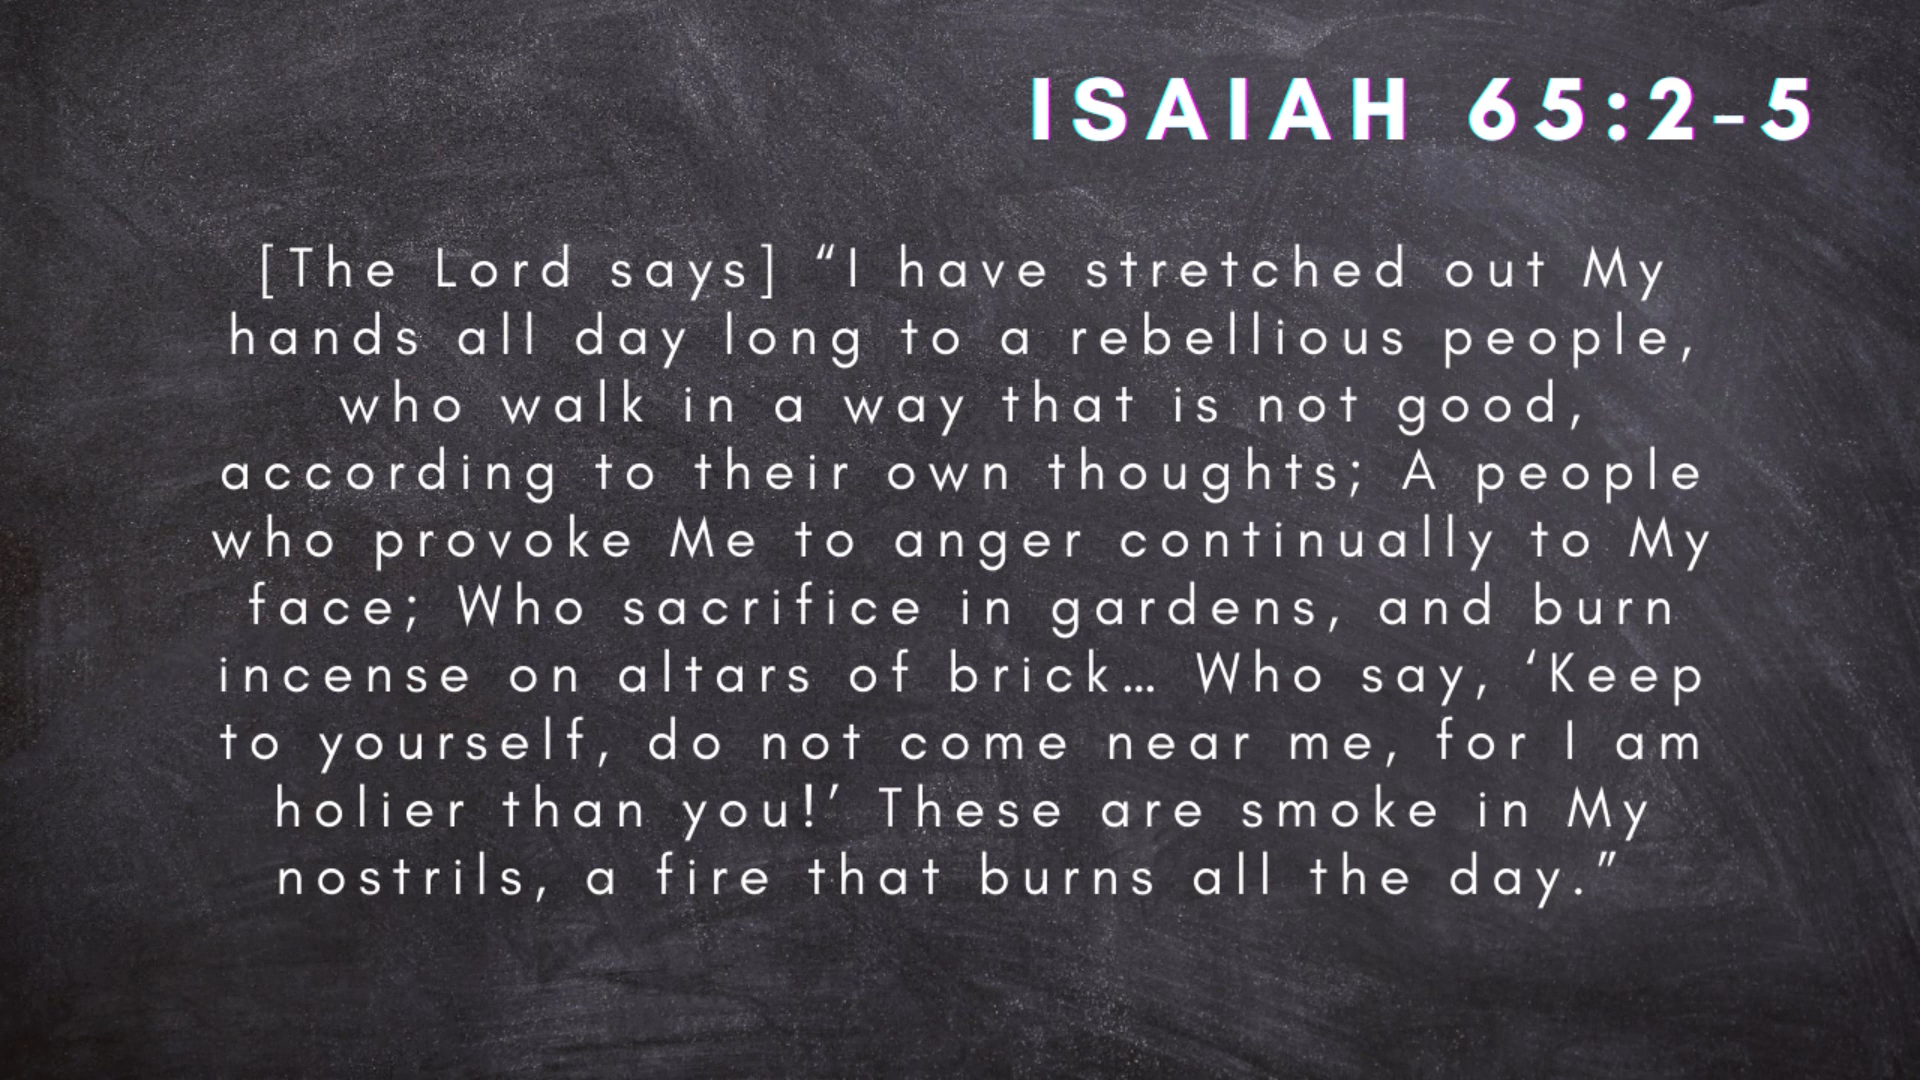 ISAIAH 65:2-5
[The Lord says] “I have stretched out My
hands all day long to a rebellious people,
who walk in a way that is not good,
according to their own thoughts; A people
who provoke Me to anger continually to My
face; Who sacrifice in gardens, and burn
incense on altars of brick… Who say, ‘Keep
to yourself, do not come near me, for I am
holier than you!’ These are smoke in My
nostrils, a fire that burns all the day.”